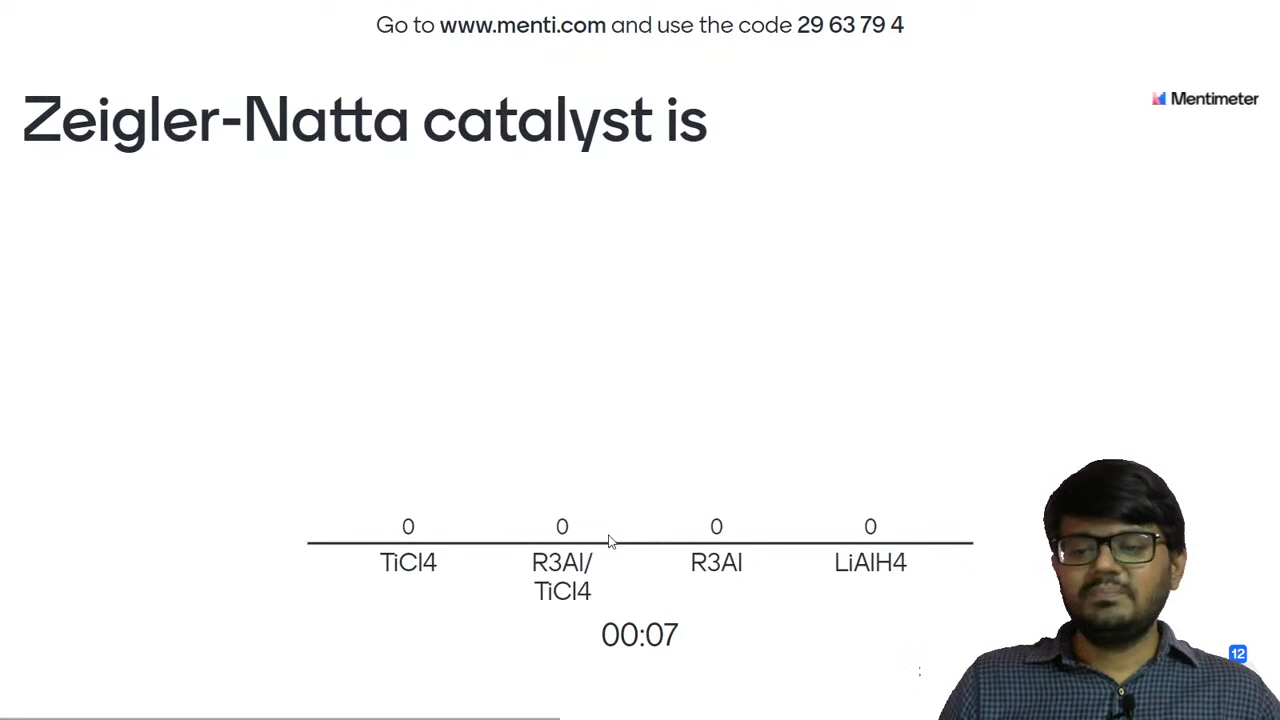 Go to www.menti.com and use the code 29 63 79 4
Zeigler-Natta catalyst is
Mentimeter
0 0 0 0
TiCl4 R3Al/ R3Al LiAlH4
TiCl4
00:07
12